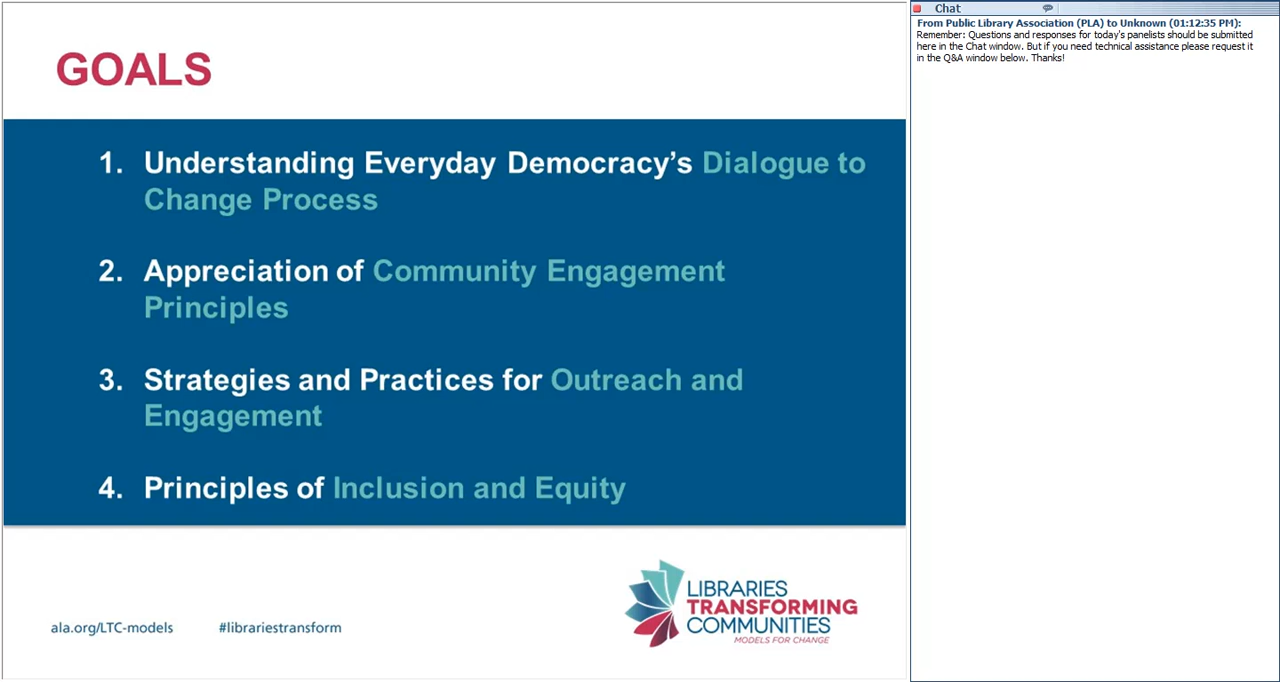 GOALS
1. Understanding Everyday Democracy’s Dialogue to
Change Process
2. Appreciation of Community Engagement
Principles
3. Strategies and Practices for Outreach and
Engagement
4. Principles of Inclusion and Equity
ala.org/LTC-models #librariestransform
LIBRARIES
TRANSFORMING
COMMUNITIES
MODELS FOR CHANGE
Chat
From Public Library Association (PLA) to Unknown (01:12:35 PM):
Remember: Questions and responses for today's panelists should be submitted
here in the Chat window. But if you need technical assistance please request it
in the Q&A window below. Thanks!